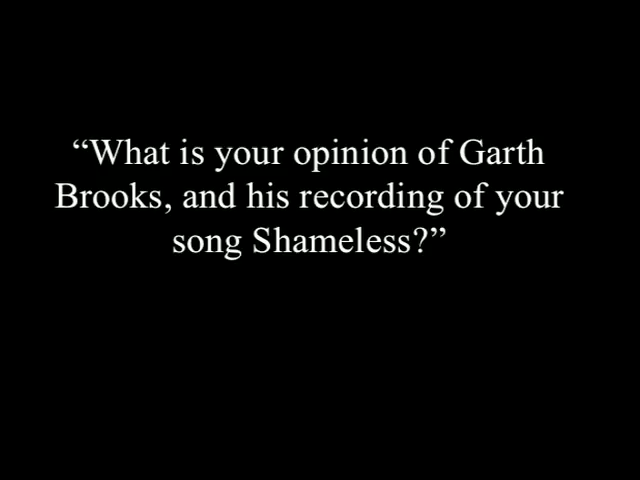 “What is your opinion of Garth
Brooks, and his recording of your
song Shameless?”